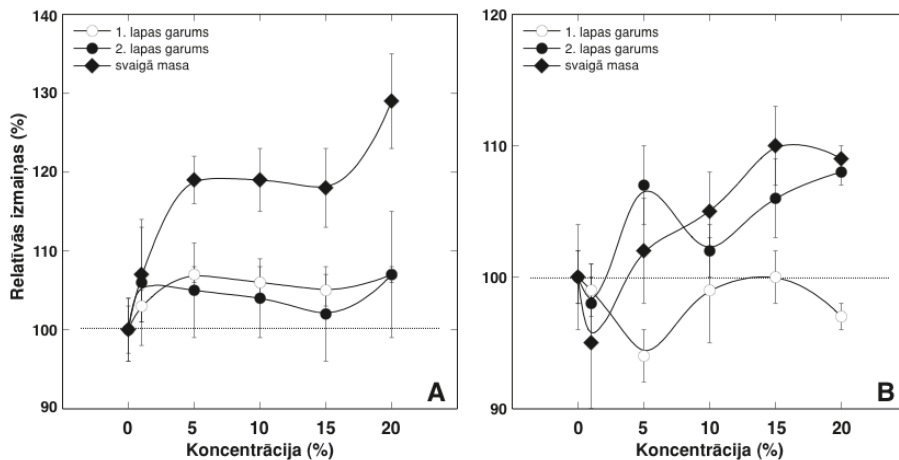 140
130
120
110
100
90
Relatīvās izmaiņas (%)
1. lapas garums
2. lapas garums
svaigā masa
A
0 5 10 15 20
Koncentrācija (%)
120
110
100
90
1. lapas garums
2. lapas garums
svaigā masa
B
0 5 10 15 20
Koncentrācija (%)